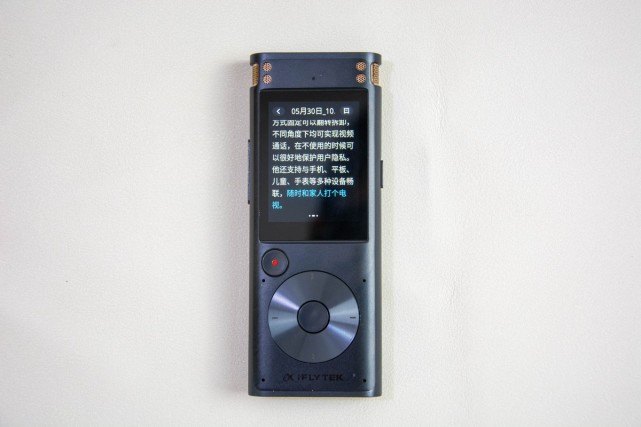 05月30日_10.
方式固定可以翻转拆卸，
不同角度下均可实现视频
通话，在不使用的时候可
以很好地保护用户隐私。
他还支持与手机、平板、
儿童、手表等多种设备畅
联，随时和家人打个电
视。
iFLYTEK